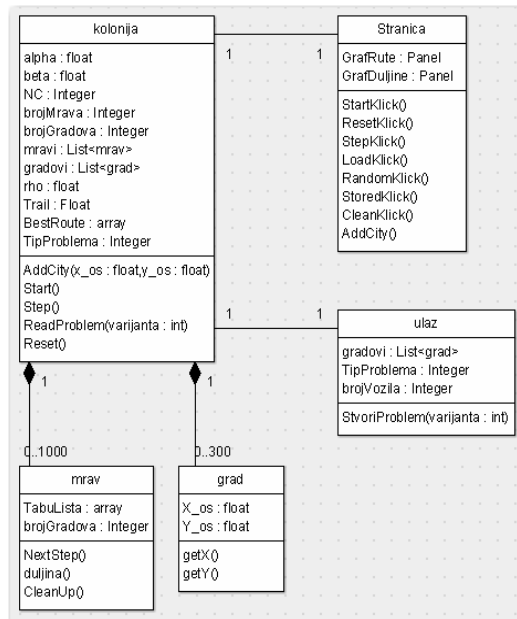 kolonija
alpha : float
beta : float
NC : Integer
brojMrava : Integer
brojGradova : Integer
mravi : List<mrav>
gradovi : List<grad>
rho : float
Trail : Float
BestRoute : array
TipProblema : Integer
AddCity(x_os : float,y_os : float)
Start()
Step()
ReadProblem(varijanta : int)
Reset()
1
1
Stranica
GrafRute : Panel
GrafDuljine : Panel
StartKlick()
ResetKlick()
StepKlick()
LoadKlick()
RandomKlick()
StoredKlick()
CleanKlick()
AddCity()
1
1
ulaz
gradovi : List<grad>
TipProblema : Integer
brojVozila : Integer
StvoriProblem(varijanta : int)
1
1
0..1000
0..300
mrav
TabuLista : array
brojGradova : Integer
NextStep()
duljina()
CleanUp()
grad
X_os : float
Y_os : float
getX()
getY()